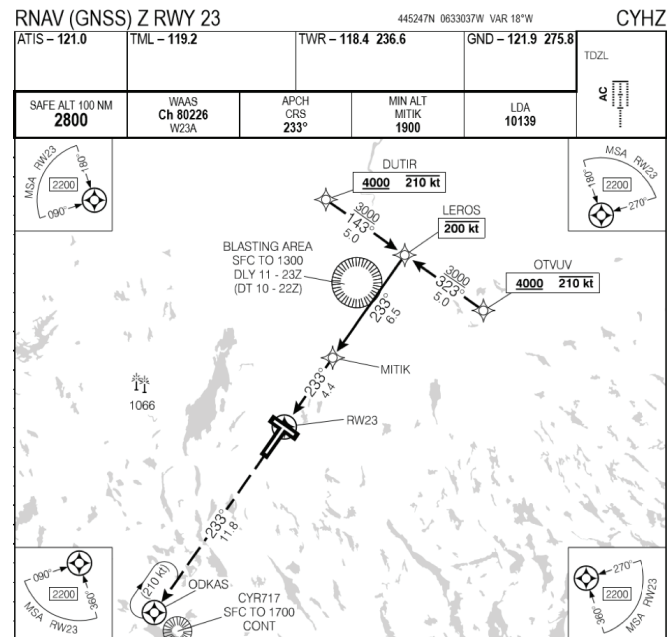 RNAV (GNSS) Z RWY 23
445247N 0633037W VAR 18°W
CYHZ
ATIS – 121.0
TML – 119.2
TWR – 118.4 236.6
GND – 121.9 275.8
TDZL
AC
SAFE ALT 100 NM
2800
WAAS
Ch 80226
W23A
APCH
CRS
233°
MIN ALT
MITIK
1900
LDA
10139
MSA RW23
180°
2200
090°
MSA RW23
180°
2200
270°
DUTIR
4000 210 kt
3000
143°
5.0
LEROS
200 kt
BLASTING AREA
SFC TO 1300
DLY 11 - 23Z
(DT 10 - 22Z)
OTVUV
4000 210 kt
3000
323°
5.0
233°
6.5
MITIK
233°
4.4
1066
RW23
233°
11.8
(210 kt)
ODKAS
CYR717
SFC TO 1700
CONT
090°
360°
2200
MSA RW23
270°
360°
2200
MSA RW23